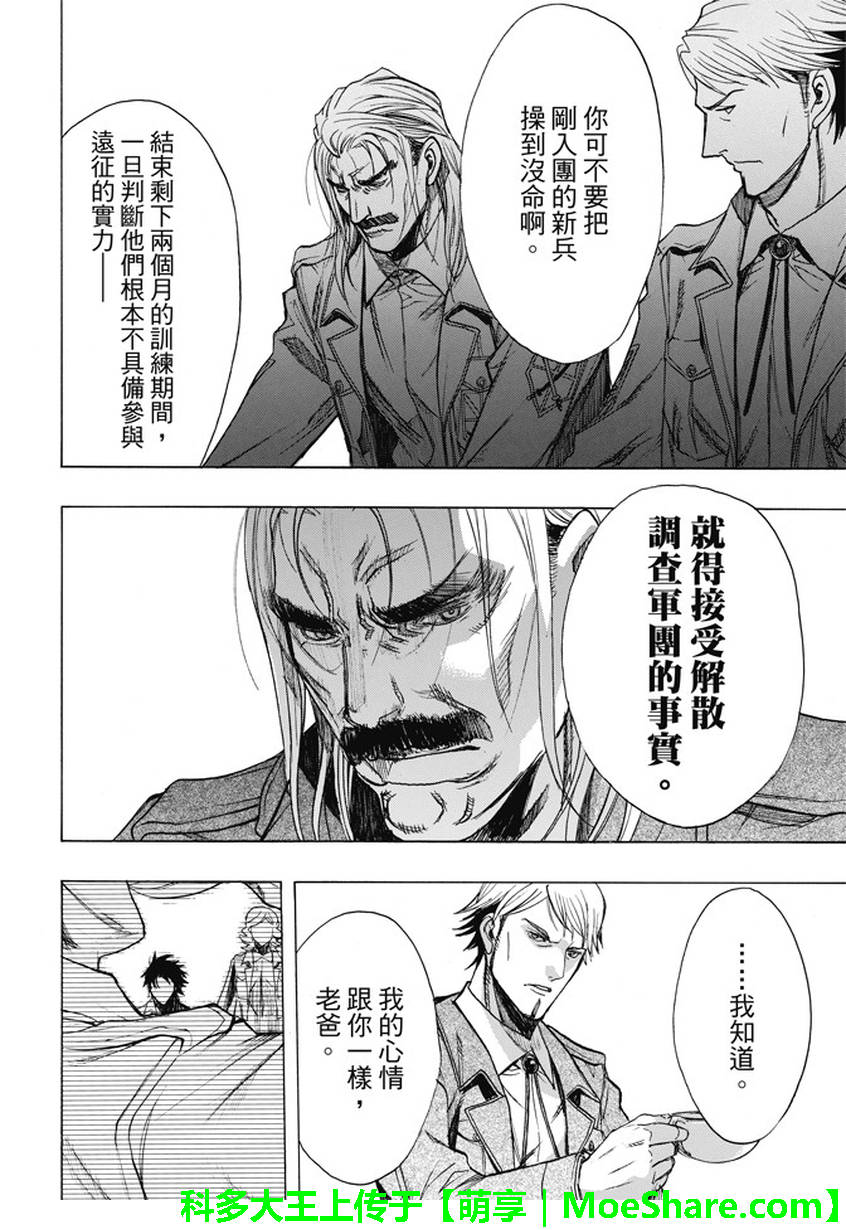 你可不要把
剛入團的新兵
操到沒命啊。
結束剩下兩個月的訓練期間，
一旦判斷他們根本不具備參與
遠征的實力——
就得接受解散
調查軍團的事實。
……我知道。
我的心情
跟你一樣，
老爸。
科多大王上传于【萌享｜MoeShare.com】